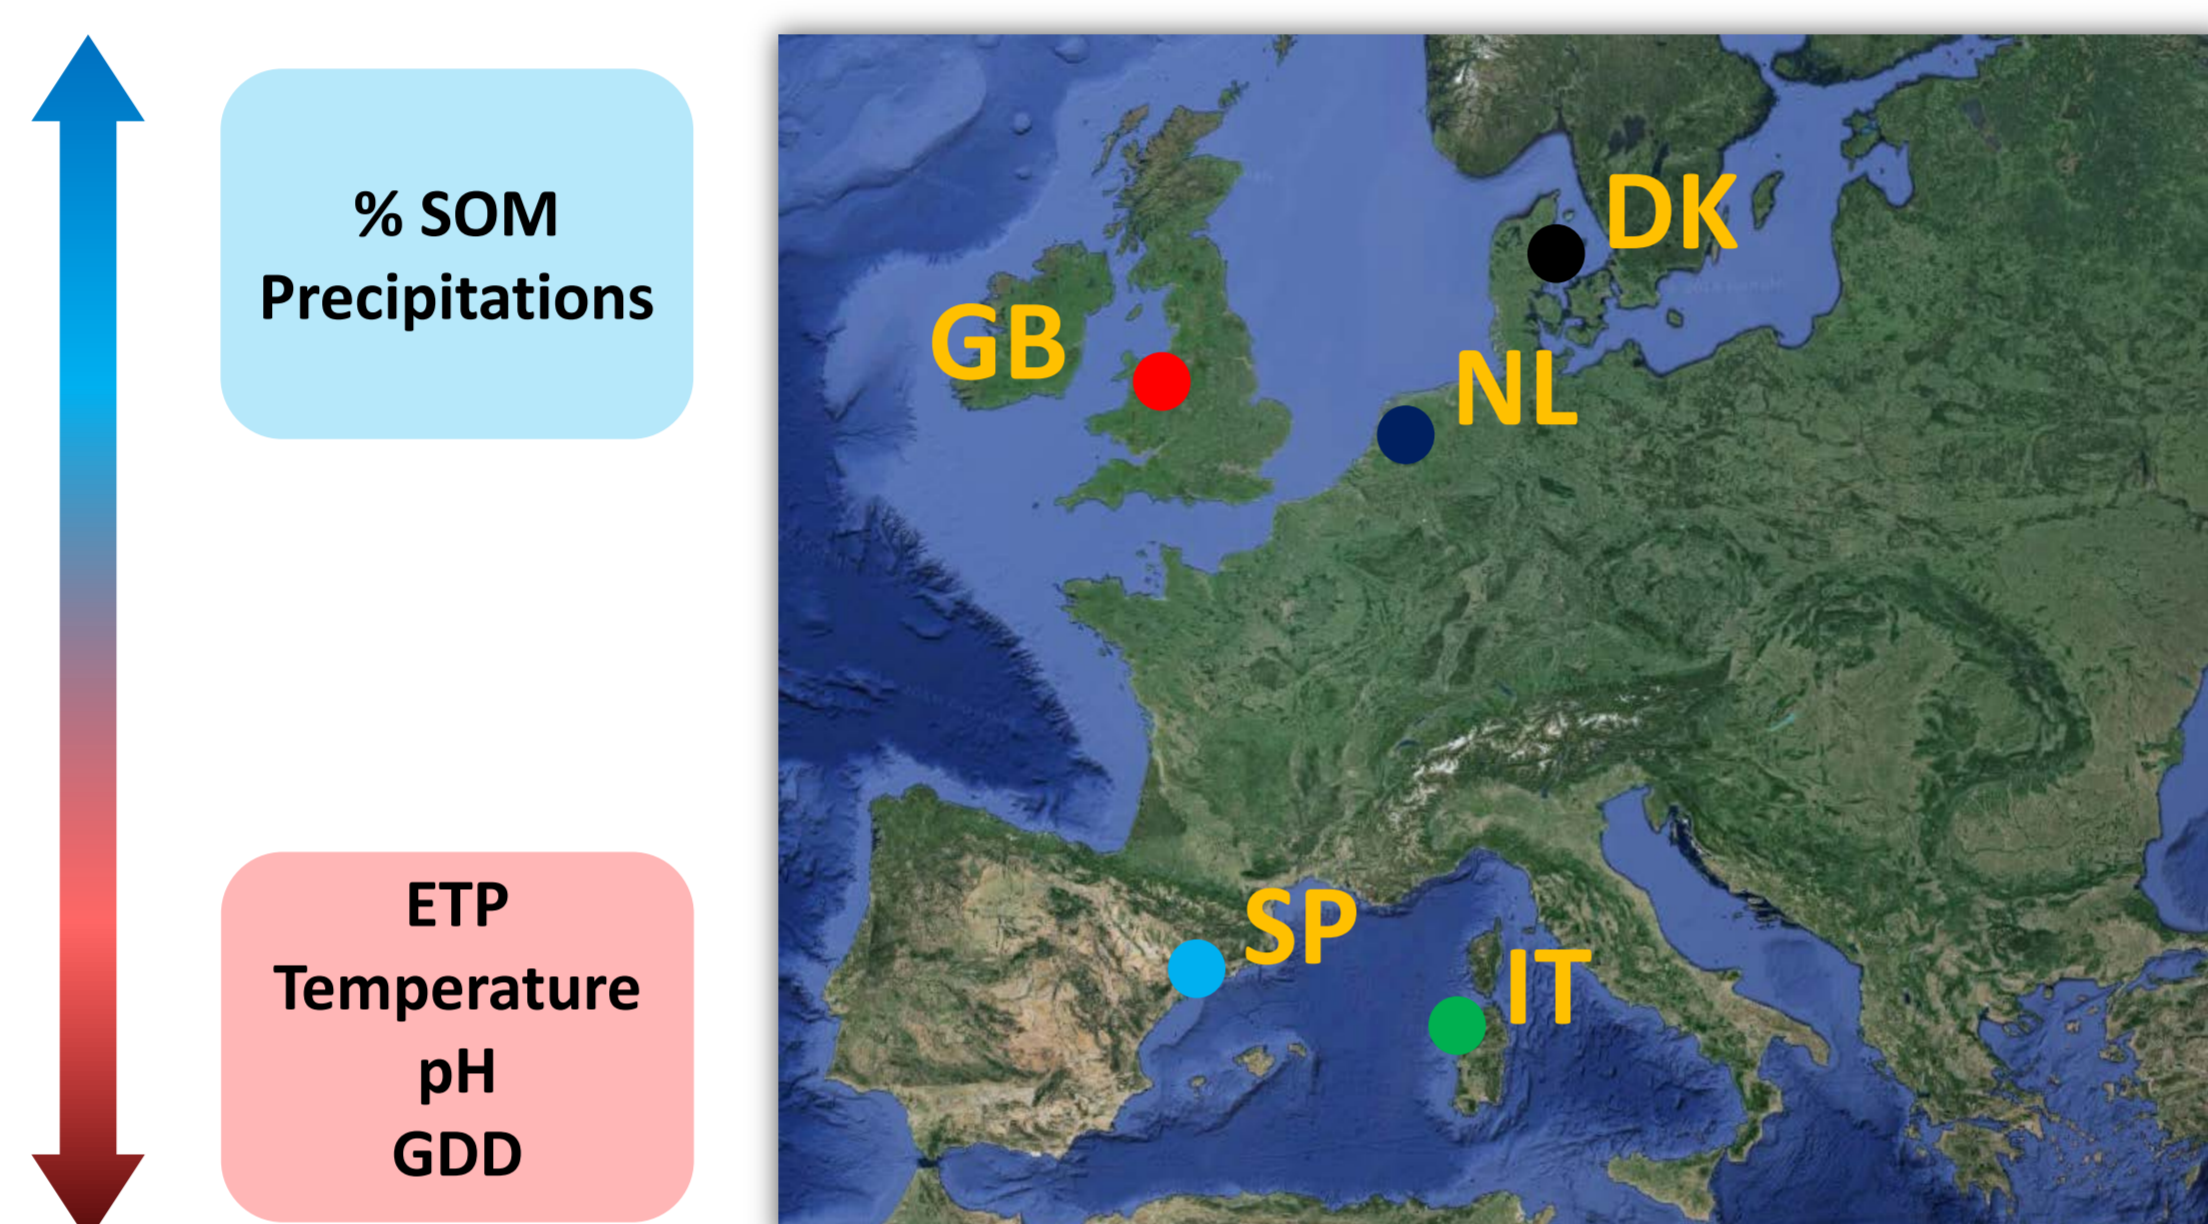 % SOM
Precipitations
ETP
Temperature
pH
GDD
DK
GB
NL
SP
IT